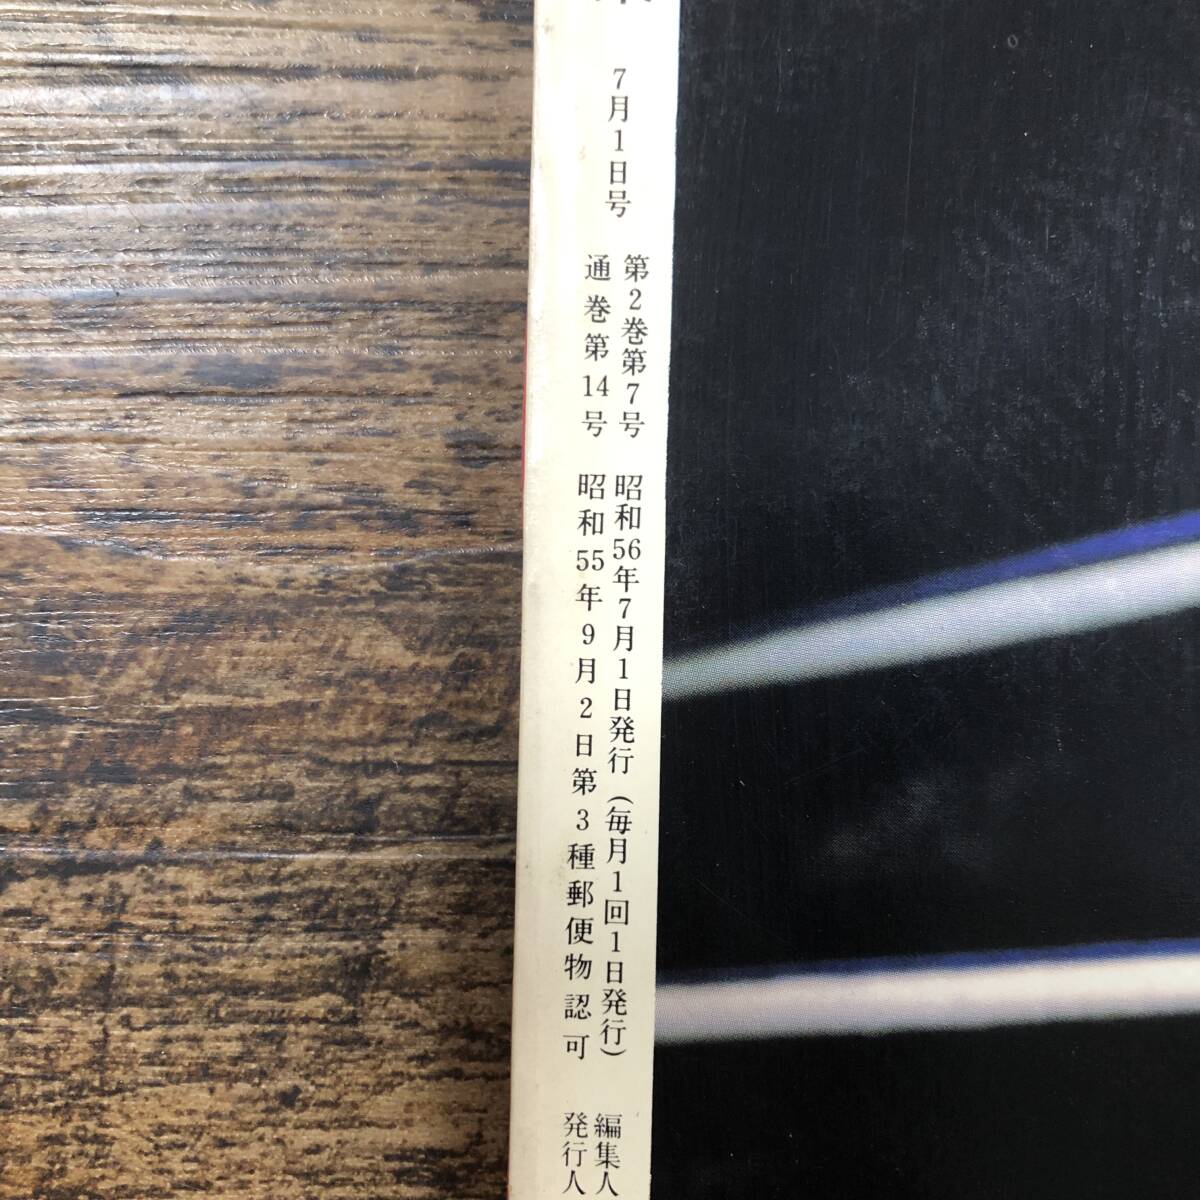 7月1日号
第2巻第7号
通巻第14号
昭和56年7月1日発行（毎月1回1日発行）
昭和55年9月2日第3種郵便物認可
編集人
発行人